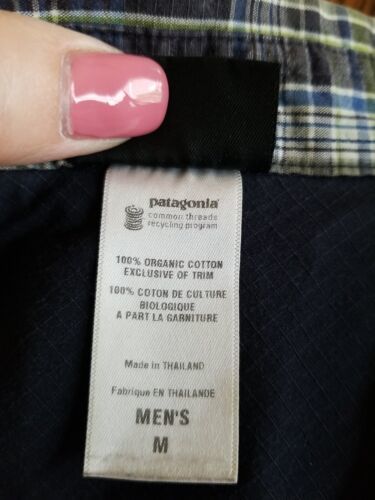 patagonia
common threads
recycling program
100% ORGANIC COTTON
EXCLUSIVE OF TRIM
100% COTON DE CULTURE
BIOLOGIQUE
A PART LA GARNITURE
Made in THAILAND
Fabrique EN THAILANDE
MEN'S
M